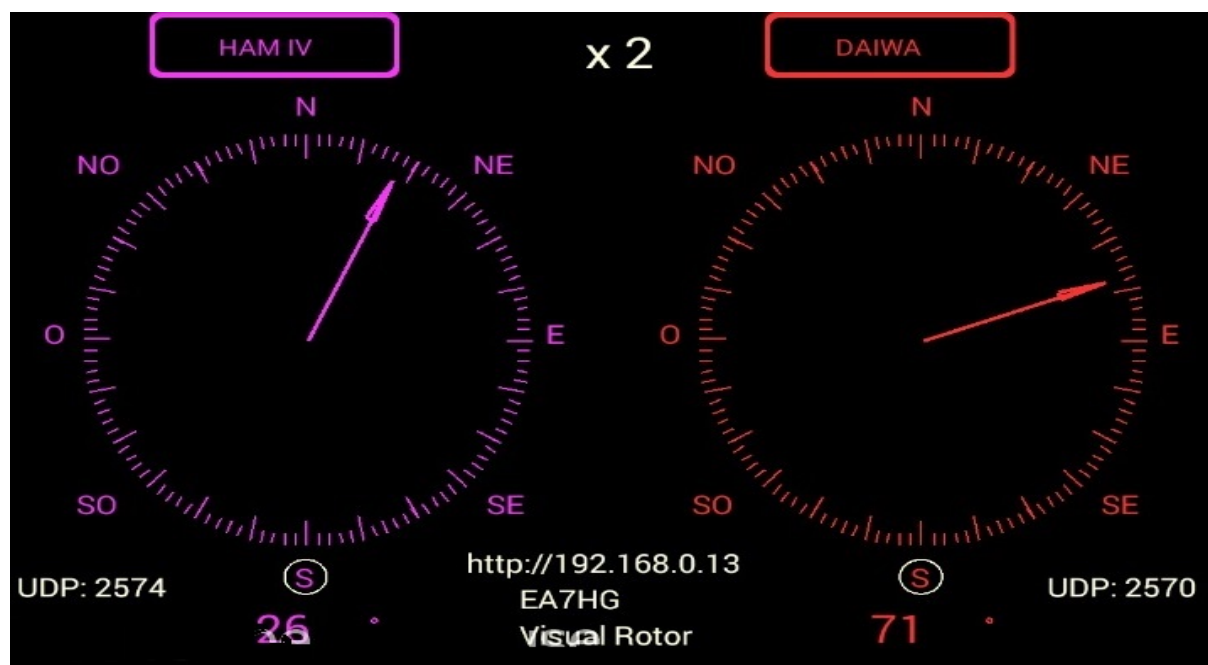 HAM IV
x 2
DAIWA
N
N
NO
NE
NO
NE
O
E
O
E
SO
SE
SO
SE
S
http://192.168.0.13
S
UDP: 2574
EA7HG
UDP: 2570
26 °
Visual Rotor
71 °